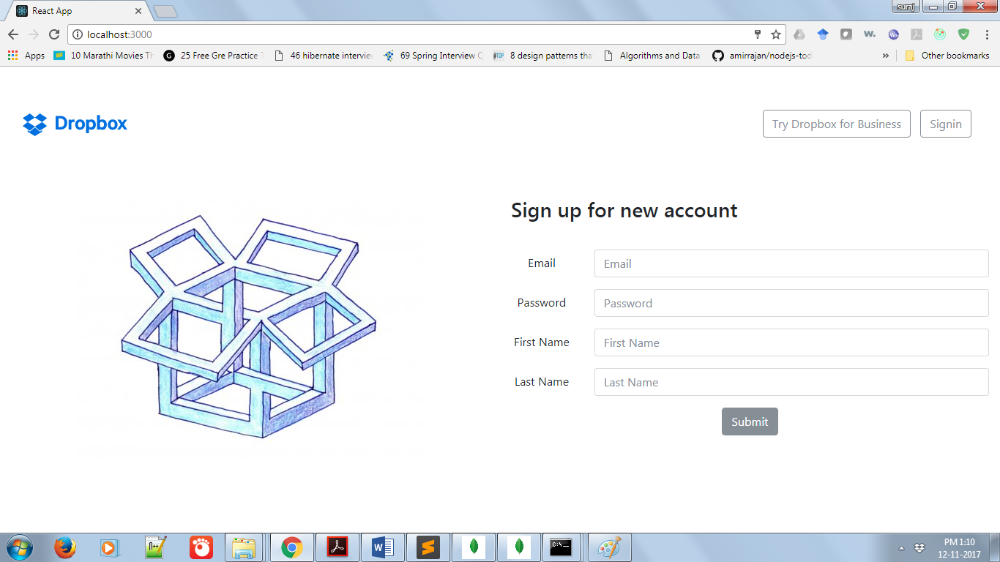 React App
suraj
localhost:3000
Apps
10 Marathi Movies Th
25 Free Gre Practice
46 hibernate interview
69 Spring Interview Q
8 design patterns tha
Algorithms and Data
amirrajan/nodejs-tod
»
Other bookmarks
Dropbox
Try Dropbox for Business
Signin
Sign up for new account
Email
Email
Password
Password
First Name
First Name
Last Name
Last Name
Submit
PM 1:10
12-11-2017